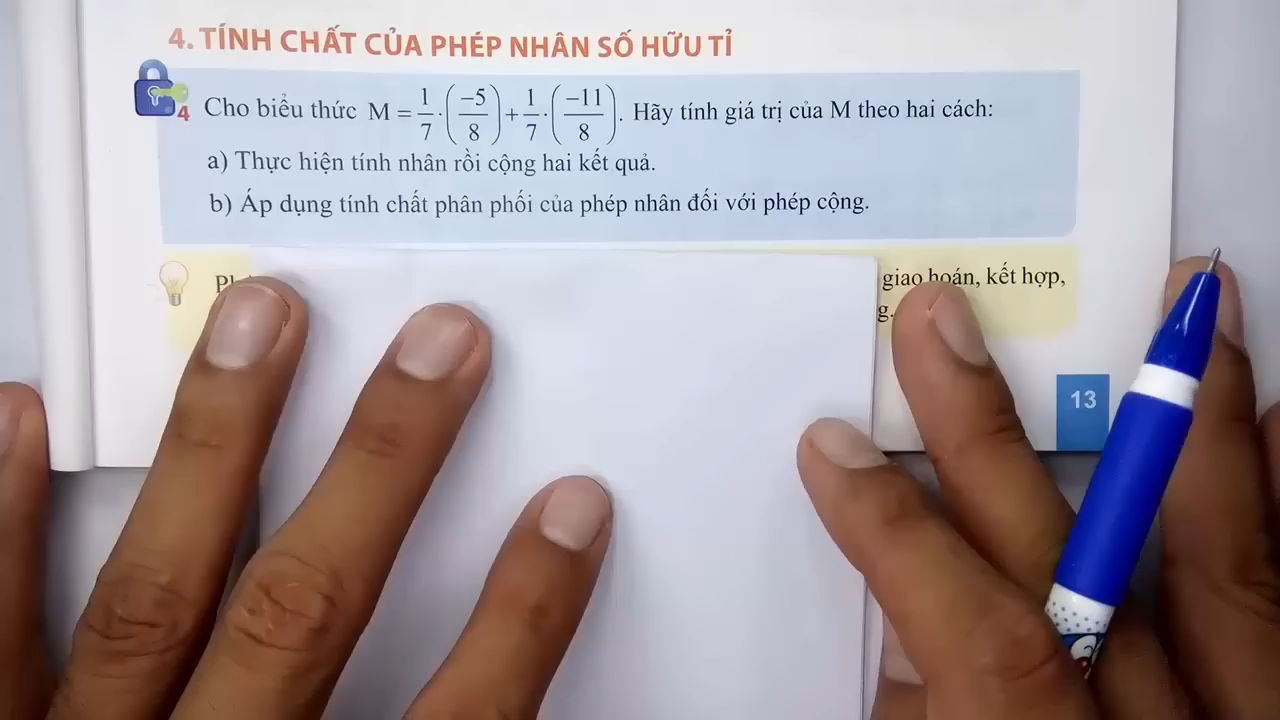 4. TÍNH CHẤT CỦA PHÉP NHÂN SỐ HỮU TỈ
4 Cho biểu thức M = 1/7 · (−5/8) + 1/7 · (−11/8). Hãy tính giá trị của M theo hai cách:
a) Thực hiện tính nhân rồi cộng hai kết quả.
b) Áp dụng tính chất phân phối của phép nhân đối với phép cộng.
giao hoán, kết hợp,
13